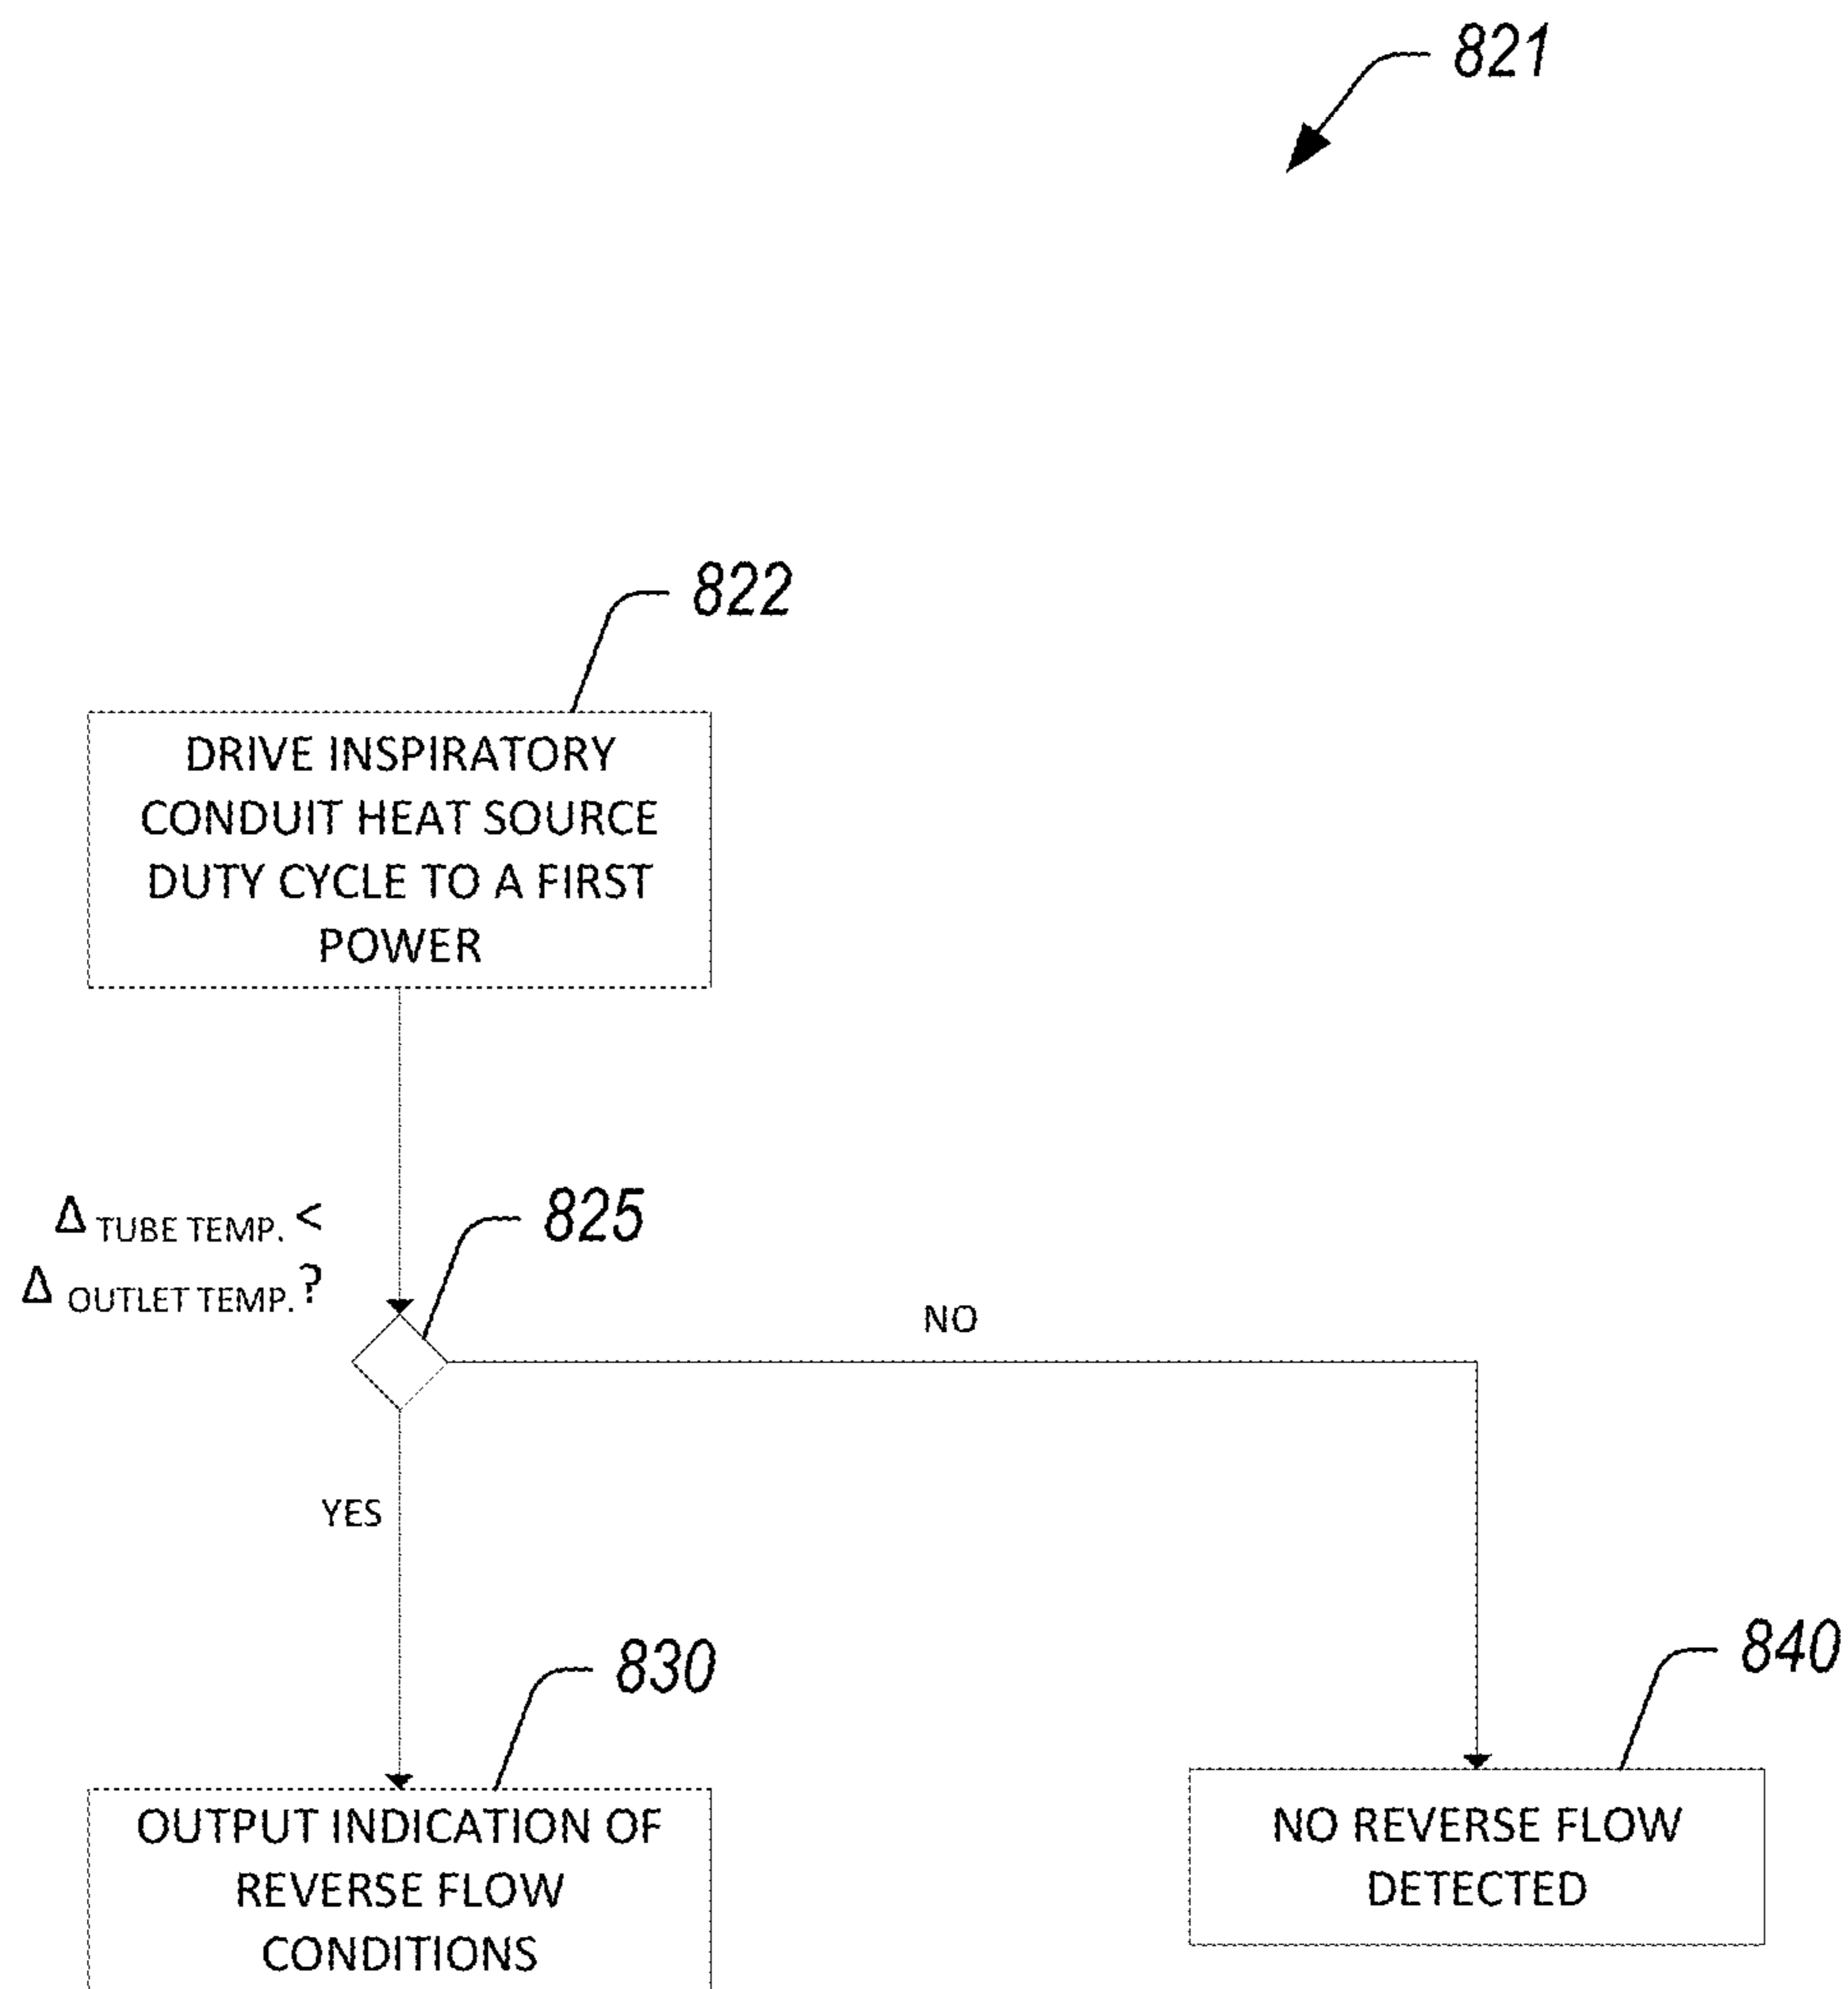 821
822
DRIVE INSPIRATORY
CONDUIT HEAT SOURCE
DUTY CYCLE TO A FIRST
POWER
Δ TUBE TEMP. <
Δ OUTLET TEMP. ?
825
NO
YES
830
840
OUTPUT INDICATION OF
REVERSE FLOW
CONDITIONS
NO REVERSE FLOW
DETECTED